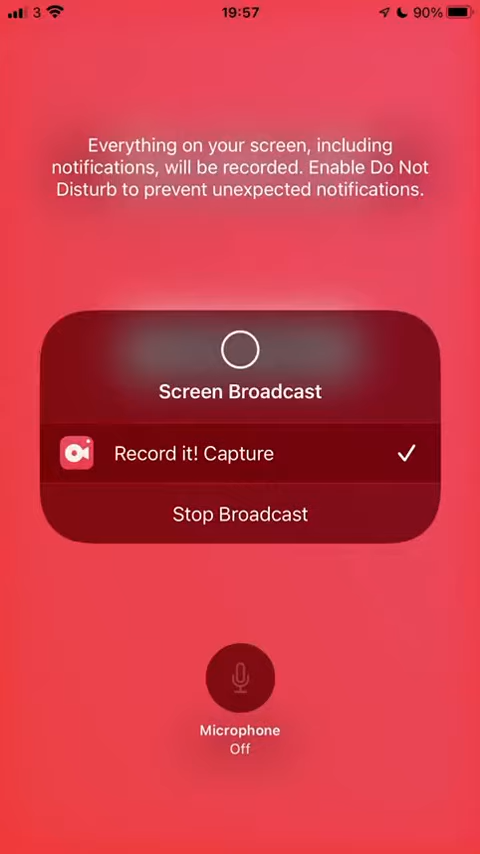 3 19:57 90%
Everything on your screen, including
notifications, will be recorded. Enable Do Not
Disturb to prevent unexpected notifications.
Screen Broadcast
Record it! Capture
Stop Broadcast
Microphone
Off